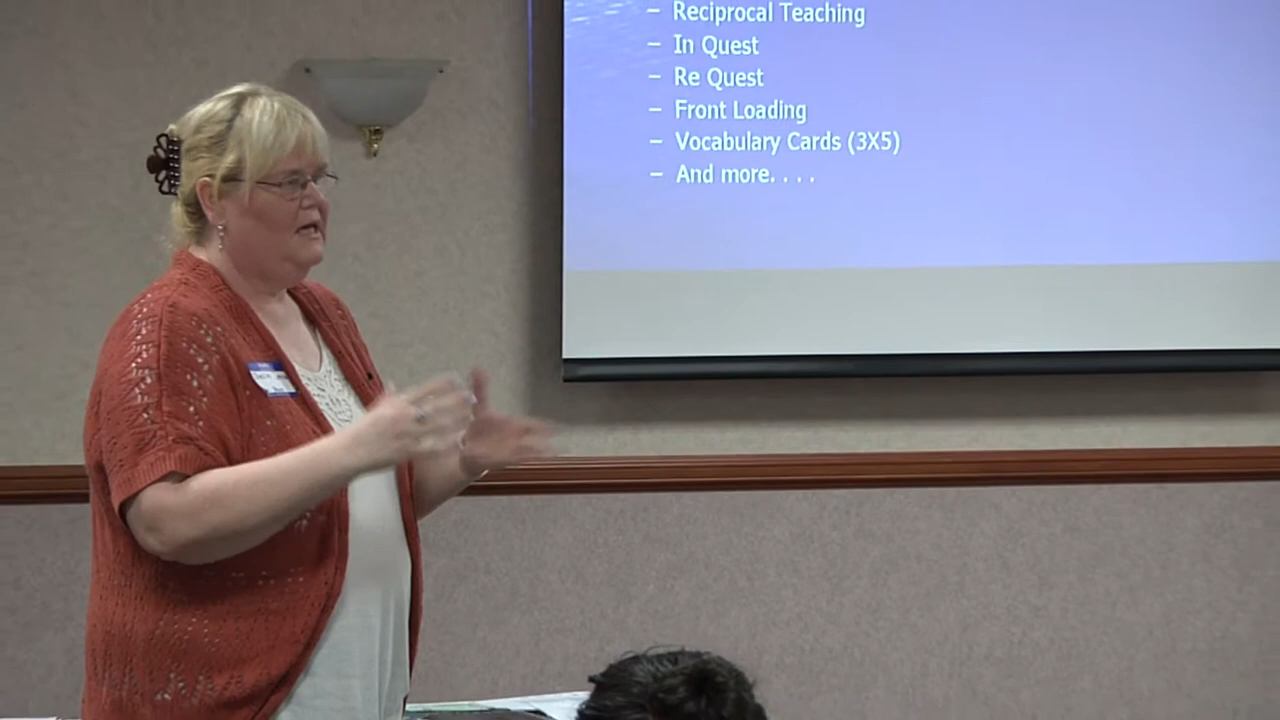 – Reciprocal Teaching
– In Quest
– Re Quest
– Front Loading
– Vocabulary Cards (3X5)
– And more. . . .